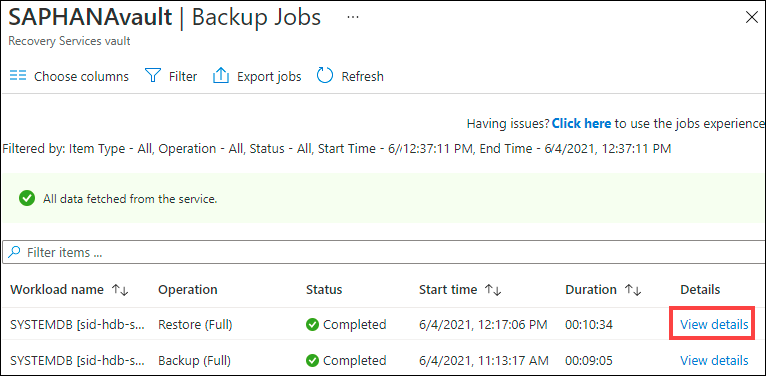 SAPHANAvault | Backup Jobs ...
Recovery Services vault
Choose columns Filter Export jobs Refresh
Having issues? Click here to use the jobs experience
Filtered by: Item Type - All, Operation - All, Status - All, Start Time - 6/12:37:11 PM, End Time - 6/4/2021, 12:37:11 PM
All data fetched from the service.
Filter items ...
Workload name Operation Status Start time Duration Details
SYSTEMDB [sid-hdb-s... Restore (Full) Completed 6/4/2021, 12:17:06 PM 00:10:34 View details
SYSTEMDB [sid-hdb-s... Backup (Full) Completed 6/4/2021, 11:13:17 AM 00:09:05 View details